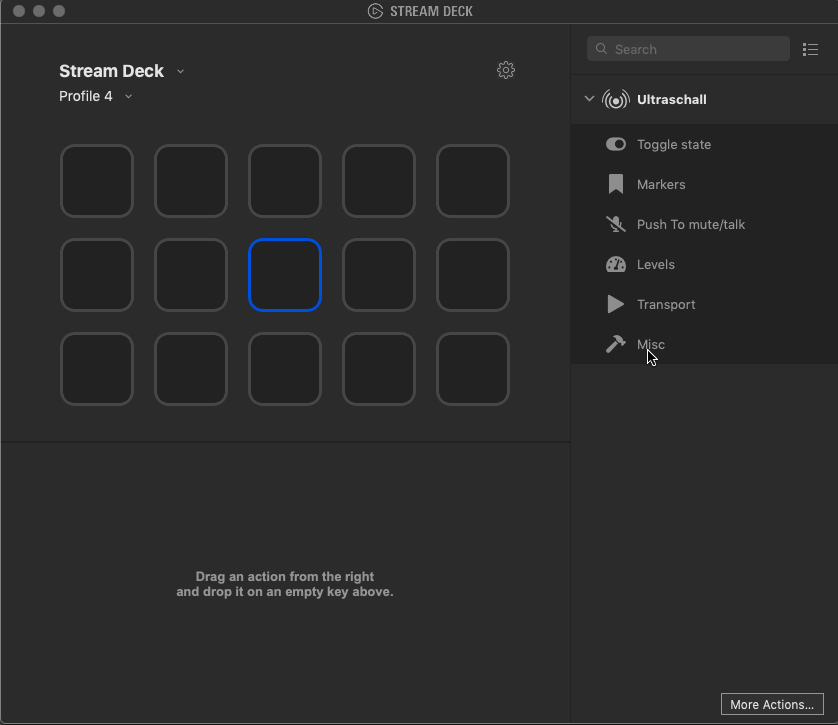 STREAM DECK
Stream Deck
Profile 4
Search
Ultraschall
Toggle state
Markers
Push To mute/talk
Levels
Transport
Misc
Drag an action from the right
and drop it on an empty key above.
More Actions...